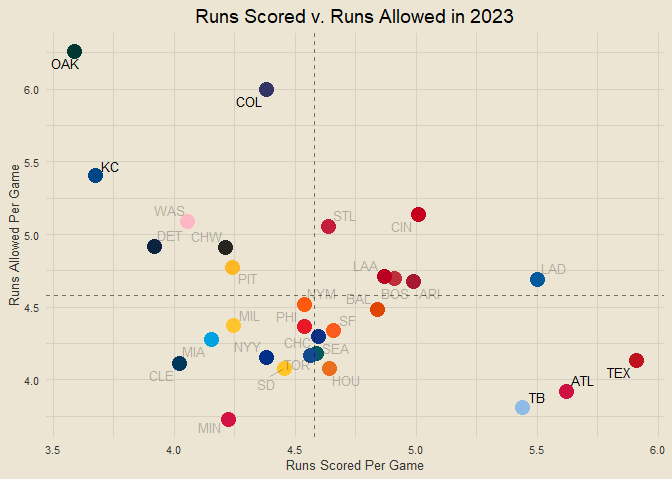 Runs Scored v. Runs Allowed in 2023
OAK
6.0
COL
5.5
KC
WAS
STL
CIN
5.0
DET
CHW
LAA
LAD
PIT
NYM
BAL
BOS
ARI
4.5
MIL
PHI
SF
MIA
NYY
CHC
SEA
CLE
TOR
4.0
SD
HOU
TEX
TB
ATL
MIN
Runs Allowed Per Game
3.5
4.0
4.5
5.0
5.5
6.0
Runs Scored Per Game